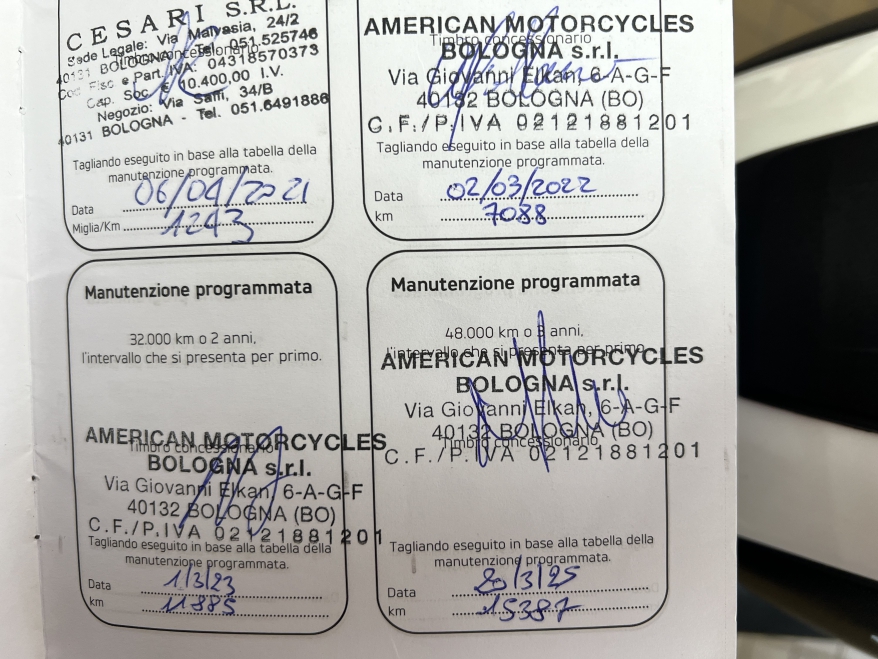 CESARI S.R.L.
Sede Legale: Via Malvasia, 24/2
Timbro concessionario
40131 BOLOGNA - Tel. 051.525746
Cod. Fisc. e Part. IVA: 04318570373
Cap. Soc. € 10.400,00 I.V.
Negozio: Via Saffi, 34/B
40131 BOLOGNA - Tel. 051.6491886
Tagliando eseguito in base alla tabella della
manutenzione programmata.
Data 06/04/2021
Miglia/Km 1243
AMERICAN MOTORCYCLES
Timbro concessionario
BOLOGNA s.r.l.
Via Giovanni Elkan, 6-A-G-F
40132 BOLOGNA (BO)
C.F./P.IVA 02121881201
Tagliando eseguito in base alla tabella della
manutenzione programmata.
Data 02/03/2022
km 7088
Manutenzione programmata
32.000 km o 2 anni,
l'intervallo che si presenta per primo.
AMERICAN MOTORCYCLES
Timbro concessionario
BOLOGNA s.r.l.
Via Giovanni Elkan, 6-A-G-F
40132 BOLOGNA (BO)
C.F./P.IVA 02121881201
Tagliando eseguito in base alla tabella della
manutenzione programmata.
Data 1/3/23
km 11885
Manutenzione programmata
48.000 km o 3 anni,
l'intervallo che si presenta per primo.
AMERICAN MOTORCYCLES
BOLOGNA s.r.l.
Via Giovanni Elkan, 6-A-G-F
40132 BOLOGNA (BO)
Timbro concessionario
C.F./P.IVA 02121881201
Tagliando eseguito in base alla tabella della
manutenzione programmata.
Data 20/3/25
km 15387